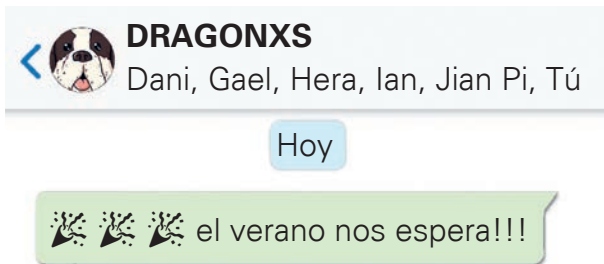 DRAGONXS
Dani, Gael, Hera, Ian, Jian Pi, Tú
Hoy
🎉 🎉 🎉 el verano nos espera!!!